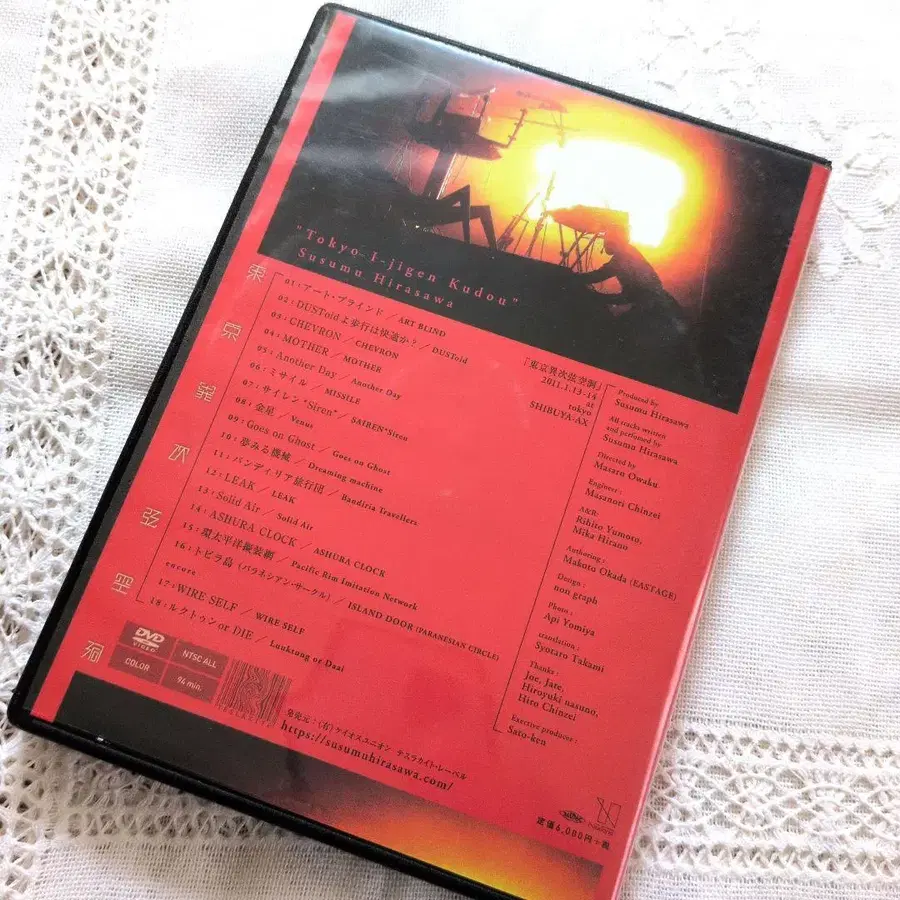 "Tokyo I-jigen Kudou"
Susumu Hirasawa
東京異次弦空洞
01：アート・ブラインド／ART BLIND
02：DUSToidよ歩行は快適か？／DUSToid
03：CHEVRON／CHEVRON
04：MOTHER／MOTHER
05：Another Day／Another Day
06：ミサイル／MISSILE
07：サイレン*Siren*／SAIREN*Siren
08：金星／Venus
09：Goes on Ghost／Goes on Ghost
10：夢みる機械／Dreaming machine
11：バンディリア旅行団／Bandiria Travellers
12：LEAK／LEAK
13：Solid Air／Solid Air
14：ASHURA CLOCK／ASHURA CLOCK
15：環太平洋擬装網／Pacific Rim Imitation Network
16：トビラ島（パラネシアン・サークル）／ISLAND DOOR (PARANESIAN CIRCLE)
encore
17：WIRE SELF／WIRE SELF
18：ルクトゥン or DIE／Luuktung or Daai
「東京異次弦空洞」
2011.1.13-14
at
tokyo
SHIBUYA-AX
Produced by
Susumu Hirasawa
All tracks written
and perfomed by
Susumu Hirasawa
Directed by
Masaru Owaku
Engineer :
Masanori Chinzei
A&R:
Rihito Yumoto,
Mika Hirano
Authoring :
Makoto Okada (EASTAGE)
Design :
non graph
Photo :
Api Yomiya
translation :
Syotaro Takami
Thanks :
Joe, Jate,
Hiroyuki nasuno,
Hiro Chinzei
Exective producer :
Sato-ken
DVD
VIDEO
NTSC ALL
COLOR
94 min.
TESLAKITE
発売元：（有）ケイオスユニオン テスラカイト・レーベル
https://susumuhirasawa.com/
定価6,000円＋税